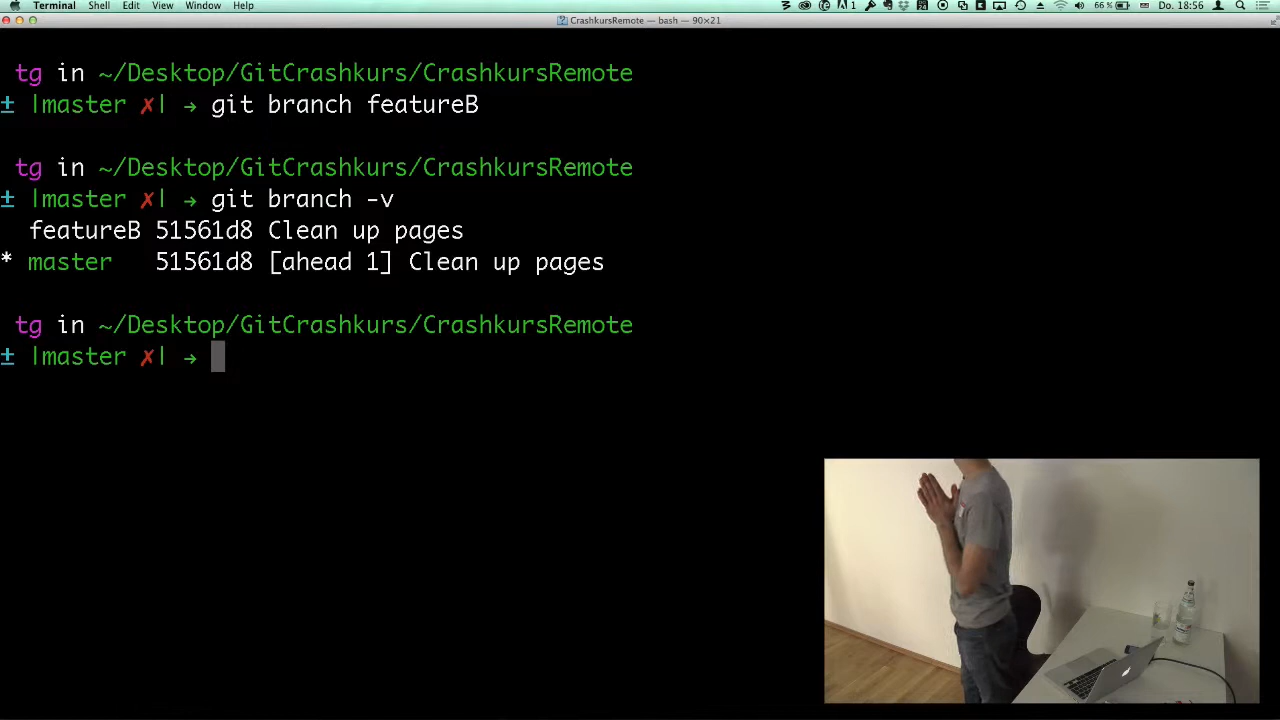 Terminal Shell Edit View Window Help 1 66 % Do. 18:56
CrashkursRemote — bash — 90×21
tg in ~/Desktop/GitCrashkurs/CrashkursRemote
± |master ✗| → git branch featureB
tg in ~/Desktop/GitCrashkurs/CrashkursRemote
± |master ✗| → git branch -v
featureB 51561d8 Clean up pages
* master 51561d8 [ahead 1] Clean up pages
tg in ~/Desktop/GitCrashkurs/CrashkursRemote
± |master ✗| →